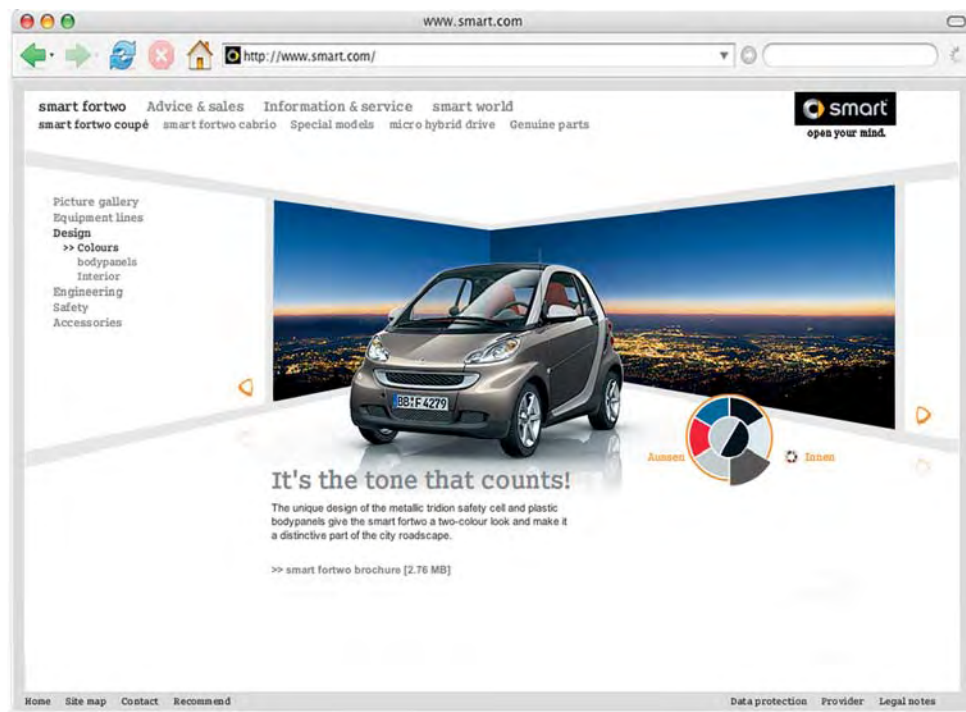 www.smart.com
http://www.smart.com/
smart fortwo Advice & sales Information & service smart world
smart fortwo coupé smart fortwo cabrio Special models micro hybrid drive Genuine parts
smart
open your mind.
Picture gallery
Equipment lines
Design
>> Colours
bodypanels
Interior
Engineering
Safety
Accessories
BB F 4279
Aussen
Innen
It's the tone that counts!
The unique design of the metallic tridion safety cell and plastic
bodypanels give the smart fortwo a two-colour look and make it
a distinctive part of the city roadscape.
>> smart fortwo brochure [2.76 MB]
Home Site map Contact Recommend Data protection Provider Legal notes